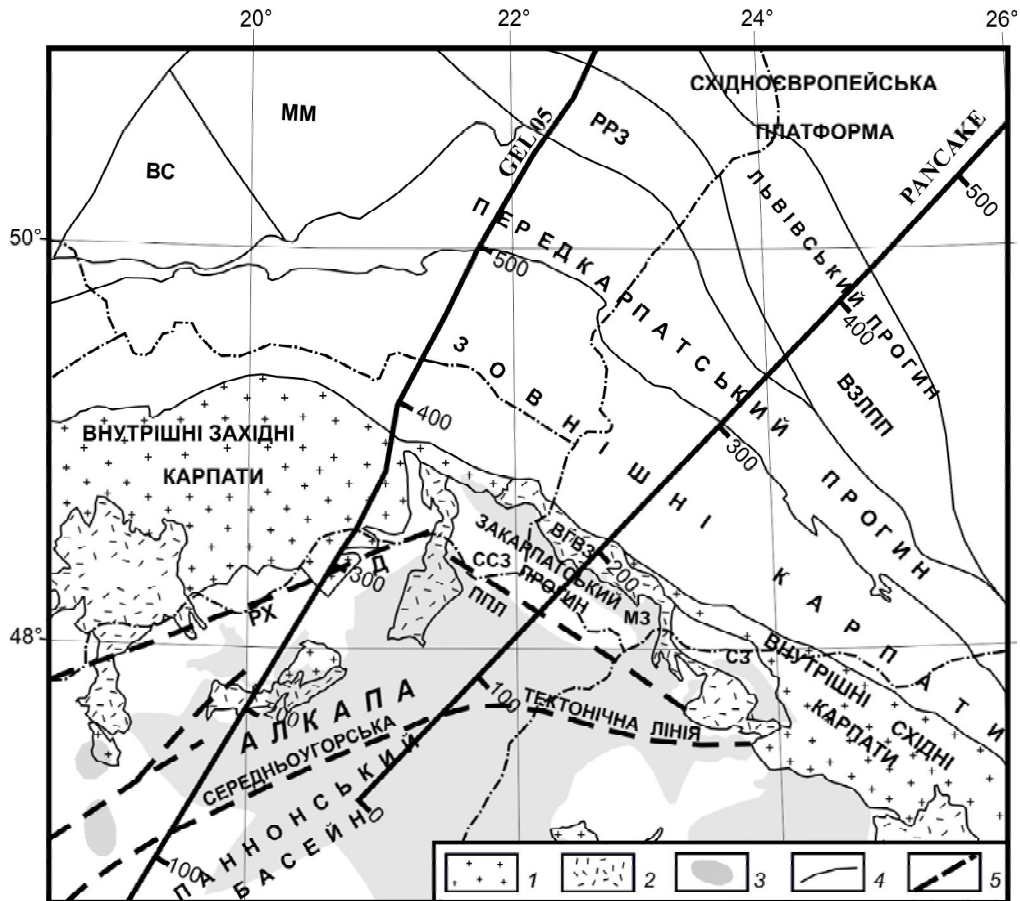 20°
22°
24°
26°
50°
48°
СХІДНОЄВРОПЕЙСЬКА
ПЛАТФОРМА
ММ
ВС
РРЗ
GEL 05
PANCAKE
500
ЛЬВІВСЬКИЙ ПРОГИН
ПЕРЕДКАРПАТСЬКИЙ ПРОГИН
500
400
ВЗЛПП
ЗОВНІШНІ КАРПАТИ
400
300
ВНУТРІШНІ ЗАХІДНІ
КАРПАТИ
ЗАКАРПАТСЬКИЙ
ПРОГИН
ВГВЗ
200
ССЗ
ППЛ
МЗ
СЗ
Д
300
РХ
ВНУТРІШНІ СХІДНІ
КАРПАТИ
100
АЛКАПА
СЕРЕДНЬОУГОРСЬКА
ТЕКТОНІЧНА ЛІНІЯ
ПАННОНСЬКИЙ
БАСЕЙН
0
100
1
2
3
4
5